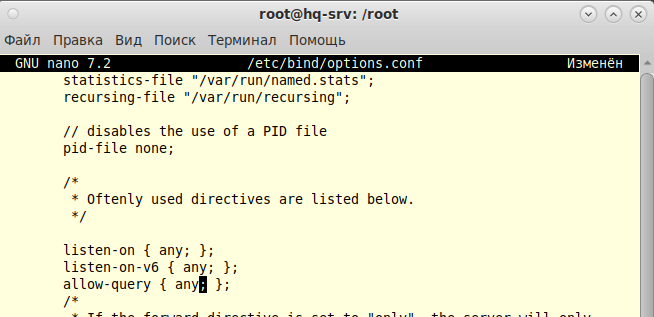 root@hq-srv: /root
Файл Правка Вид Поиск Терминал Помощь
GNU nano 7.2 /etc/bind/options.conf Изменён
statistics-file "/var/run/named.stats";
recursing-file "/var/run/recursing";
// disables the use of a PID file
pid-file none;
/*
* Oftenly used directives are listed below.
*/
listen-on { any; };
listen-on-v6 { any; };
allow-query { any; };
/*
* If the forward directive is set to "only", the server will only